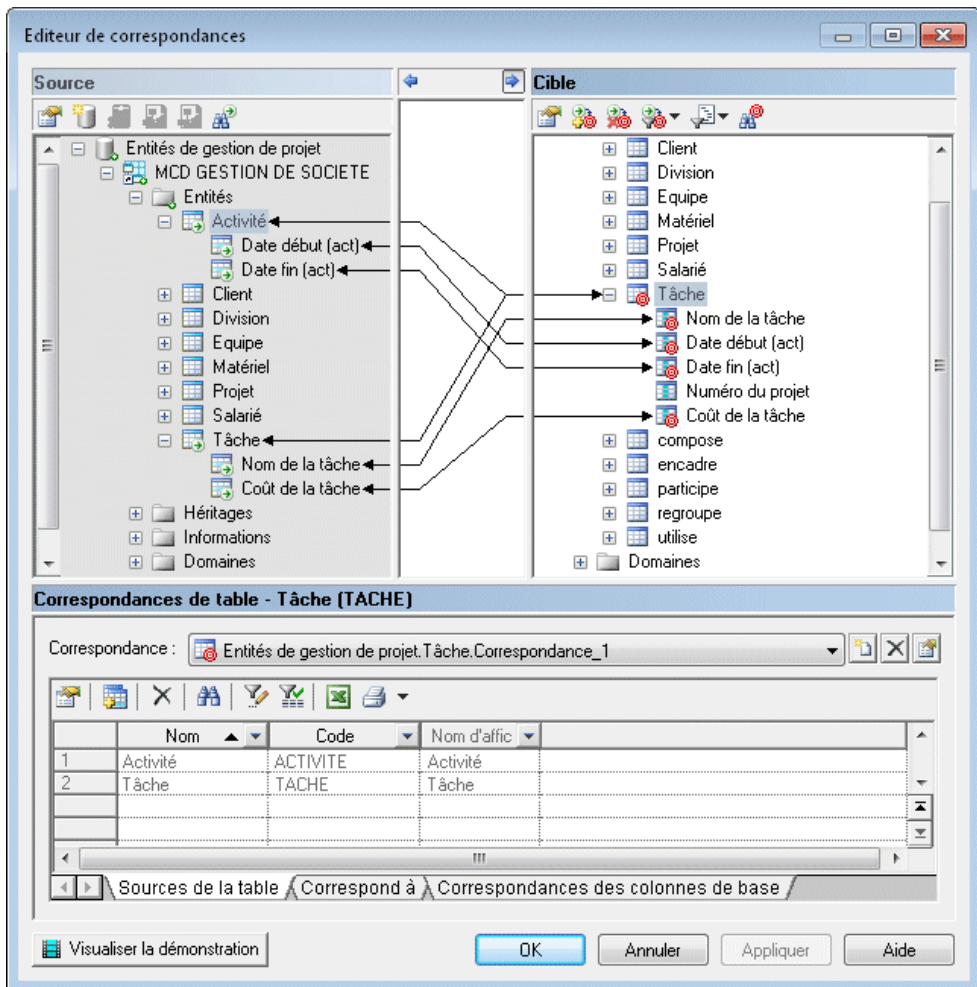 Editeur de correspondances
Source
Cible
Entités de gestion de projet
MCD GESTION DE SOCIETE
Entités
Activité
Date début (act)
Date fin (act)
Client
Division
Equipe
Matériel
Projet
Salarié
Tâche
Nom de la tâche
Coût de la tâche
Héritages
Informations
Domaines
Client
Division
Equipe
Matériel
Projet
Salarié
Tâche
Nom de la tâche
Date début (act)
Date fin (act)
Numéro du projet
Coût de la tâche
compose
encadre
participe
regroupe
utilise
Domaines
Correspondances de table - Tâche (TACHE)
Correspondance : Entités de gestion de projet.Tâche.Correspondance_1
Nom Code Nom d'affic
1 Activité ACTIVITE Activité
2 Tâche TACHE Tâche
Sources de la table Correspond à Correspondances des colonnes de base
Visualiser la démonstration OK Annuler Appliquer Aide